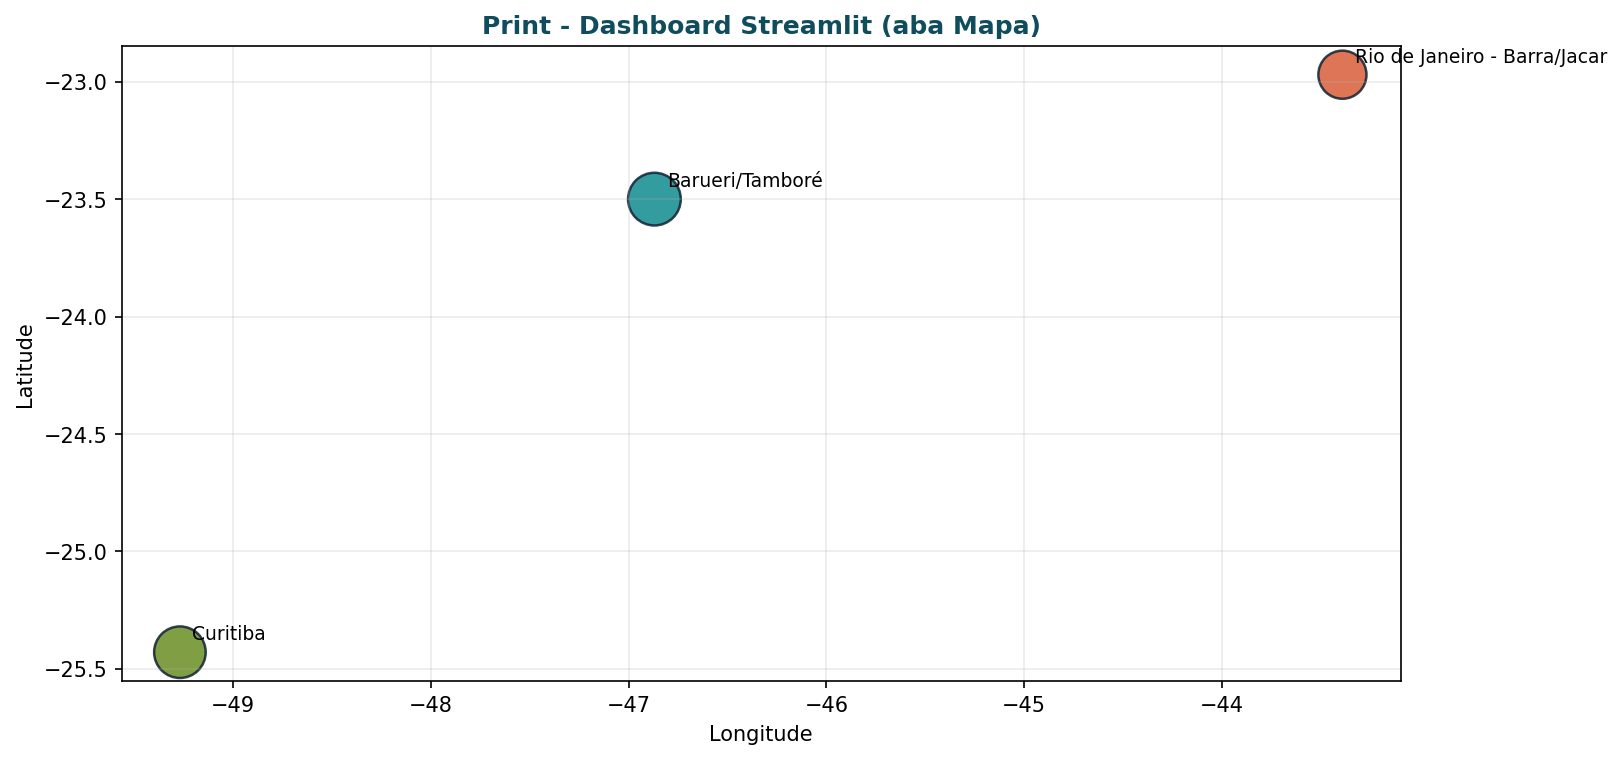 Print - Dashboard Streamlit (aba Mapa)
Rio de Janeiro - Barra/Jacar
Barueri/Tamboré
Curitiba
−23.0
−23.5
−24.0
−24.5
−25.0
−25.5
Latitude
−49 −48 −47 −46 −45 −44
Longitude